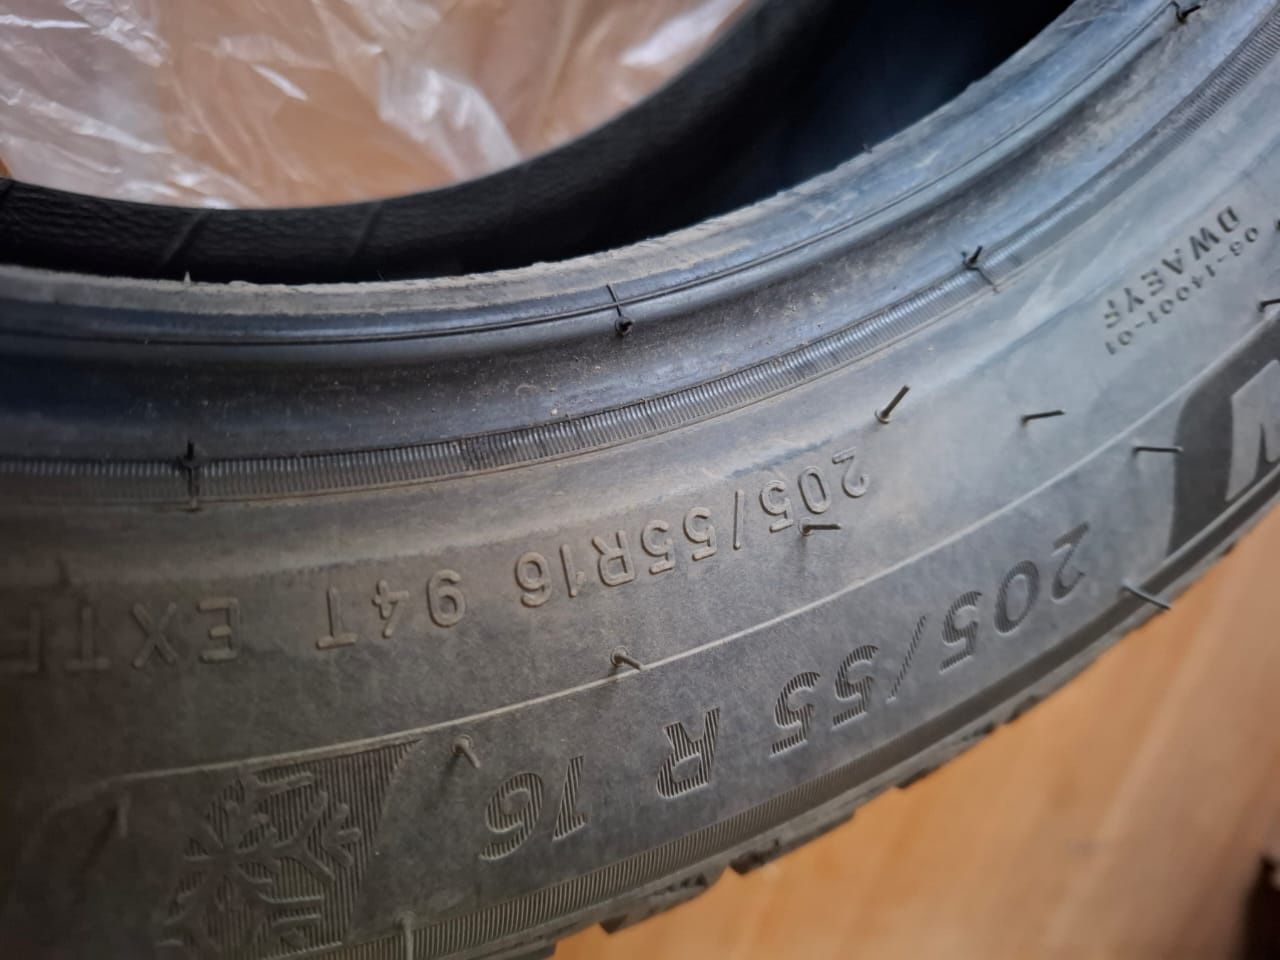 06-14001-01
DWAEYF
205/55R16 94T EXT
205/55 R 16